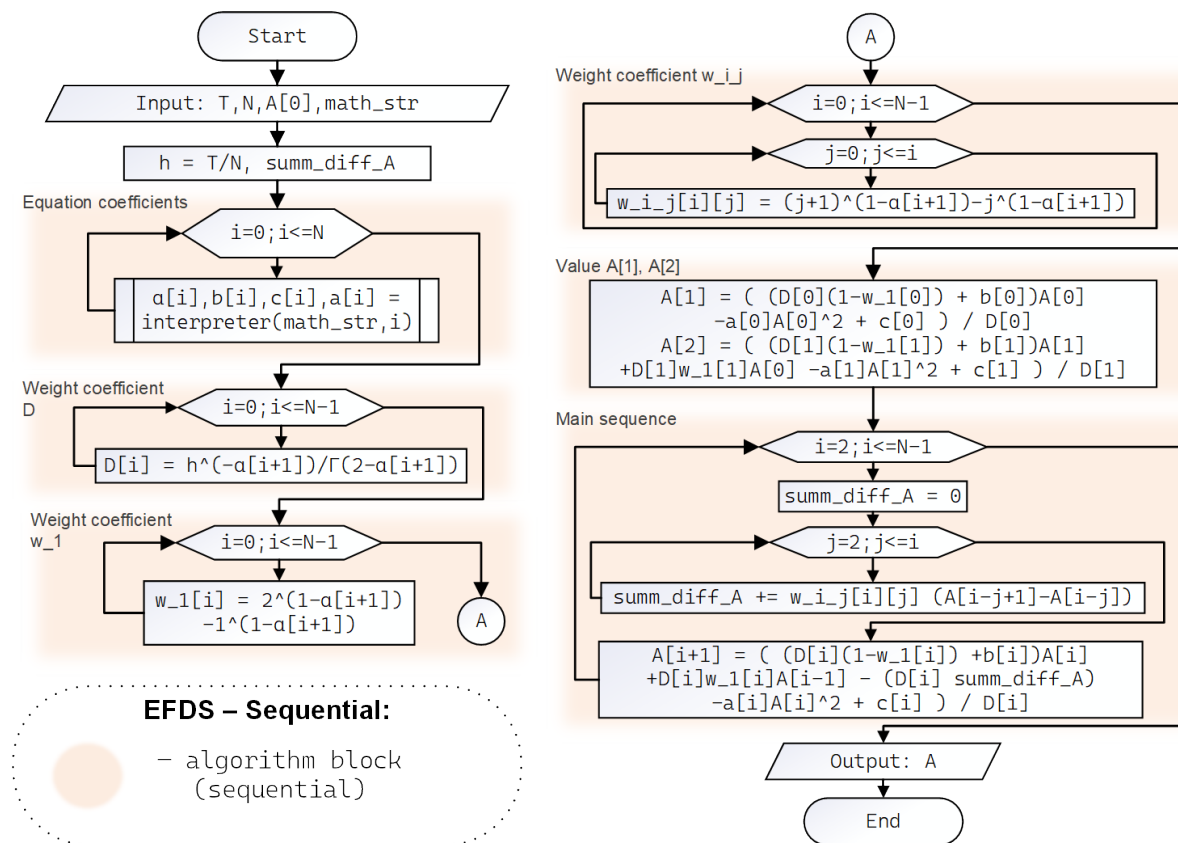 Start
Input: T,N,A[0],math_str
h = T/N, summ_diff_A
Equation coefficients
i=0;i<=N
α[i],b[i],c[i],a[i] =
interpreter(math_str,i)
Weight coefficient
D
i=0;i<=N-1
D[i] = h^(-α[i+1])/Γ(2-α[i+1])
Weight coefficient
w_1
i=0;i<=N-1
w_1[i] = 2^(1-α[i+1])
-1^(1-α[i+1])
A
EFDS – Sequential:
– algorithm block
(sequential)
A
Weight coefficient w_i_j
i=0;i<=N-1
j=0;j<=i
w_i_j[i][j] = (j+1)^(1-α[i+1])-j^(1-α[i+1])
Value A[1], A[2]
A[1] = ( (D[0](1-w_1[0]) + b[0])A[0]
-a[0]A[0]^2 + c[0] ) / D[0]
A[2] = ( (D[1](1-w_1[1]) + b[1])A[1]
+D[1]w_1[1]A[0] -a[1]A[1]^2 + c[1] ) / D[1]
Main sequence
i=2;i<=N-1
summ_diff_A = 0
j=2;j<=i
summ_diff_A += w_i_j[i][j] (A[i-j+1]-A[i-j])
A[i+1] = ( (D[i](1-w_1[i]) +b[i])A[i]
+D[i]w_1[i]A[i-1] - (D[i] summ_diff_A)
-a[i]A[i]^2 + c[i] ) / D[i]
Output: A
End